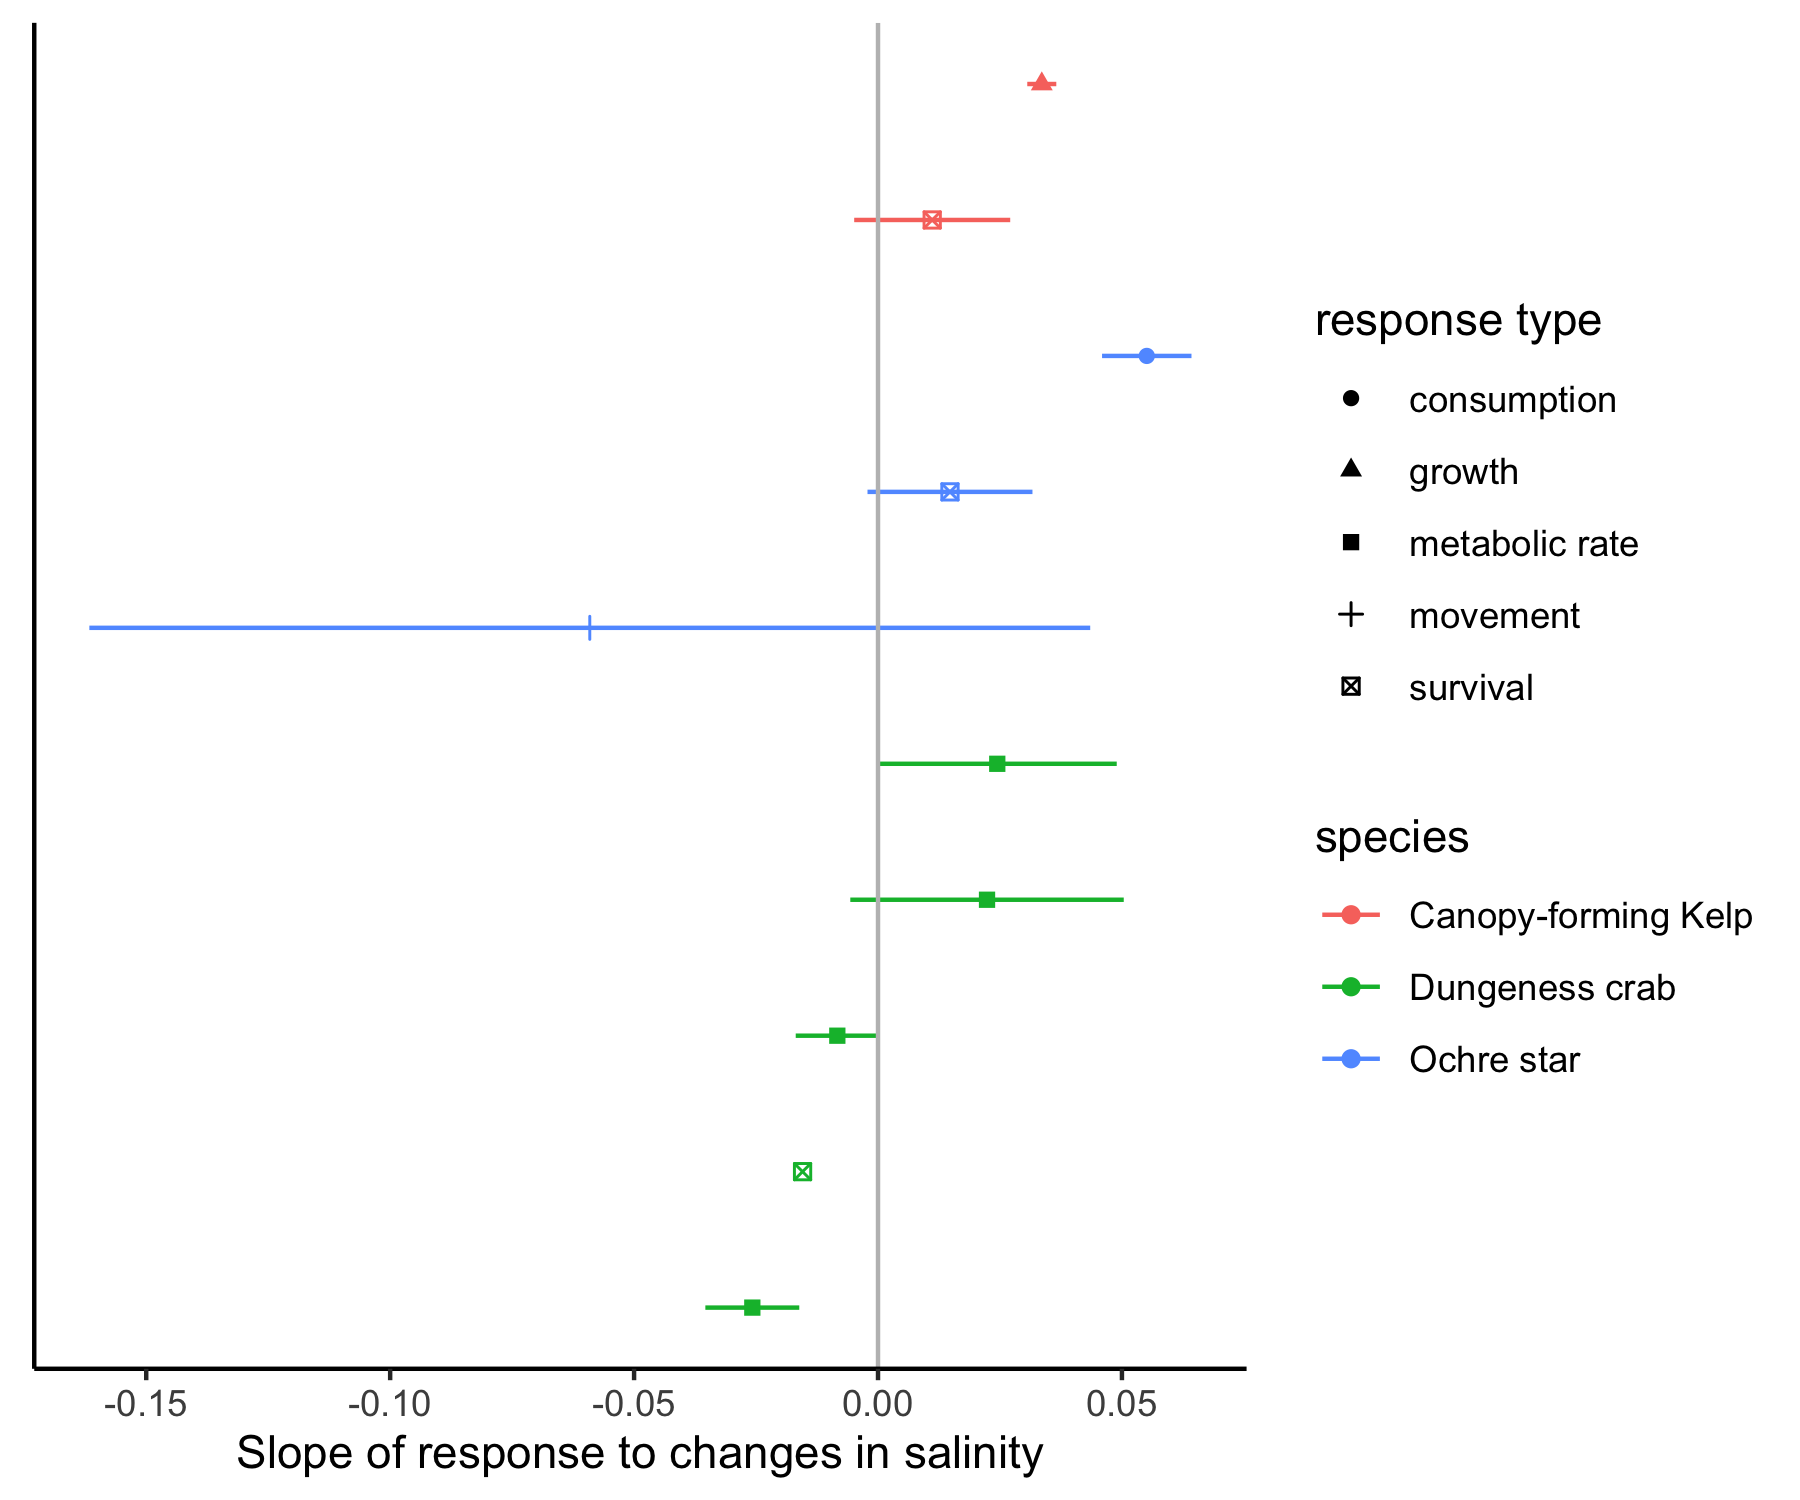 response type
consumption
growth
metabolic rate
movement
survival
species
Canopy-forming Kelp
Dungeness crab
Ochre star
-0.15 -0.10 -0.05 0.00 0.05
Slope of response to changes in salinity